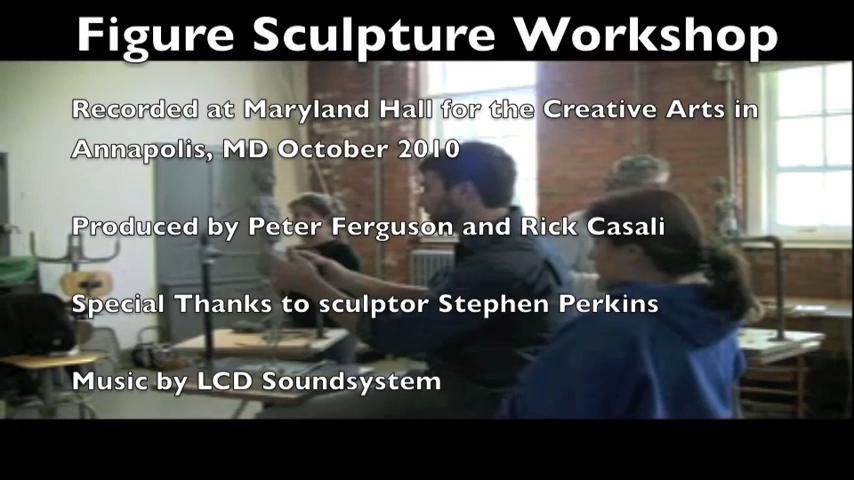 Figure Sculpture Workshop
Recorded at Maryland Hall for the Creative Arts in
Annapolis, MD October 2010
Produced by Peter Ferguson and Rick Casali
Special Thanks to sculptor Stephen Perkins
Music by LCD Soundsystem